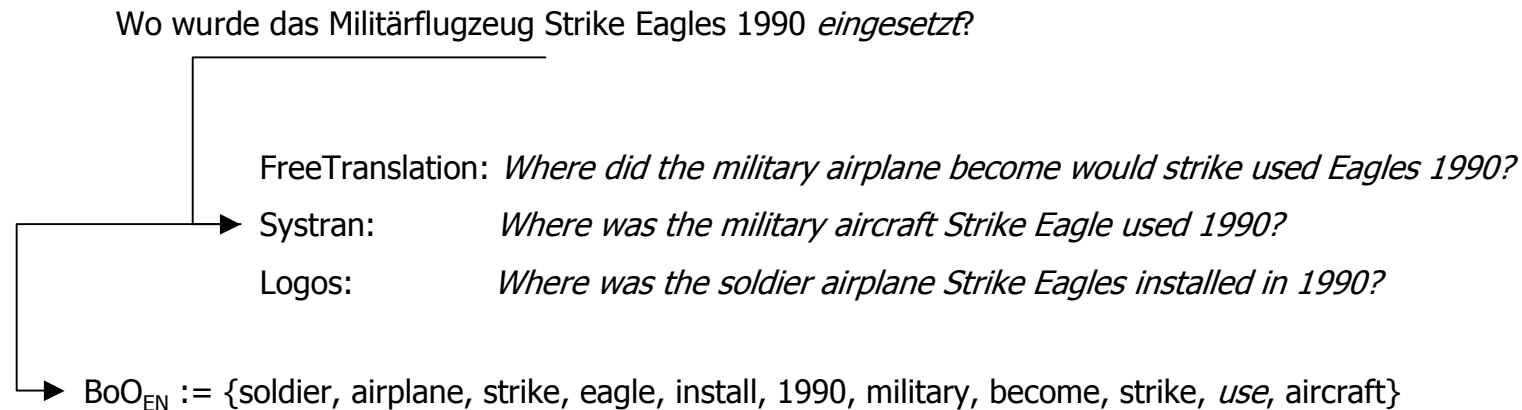 Wo wurde das Militärflugzeug Strike Eagles 1990 eingesetzt?
FreeTranslation: Where did the military airplane become would strike used Eagles 1990?
Systran: Where was the military aircraft Strike Eagle used 1990?
Logos: Where was the soldier airplane Strike Eagles installed in 1990?
BoO_EN := {soldier, airplane, strike, eagle, install, 1990, military, become, strike, use, aircraft}